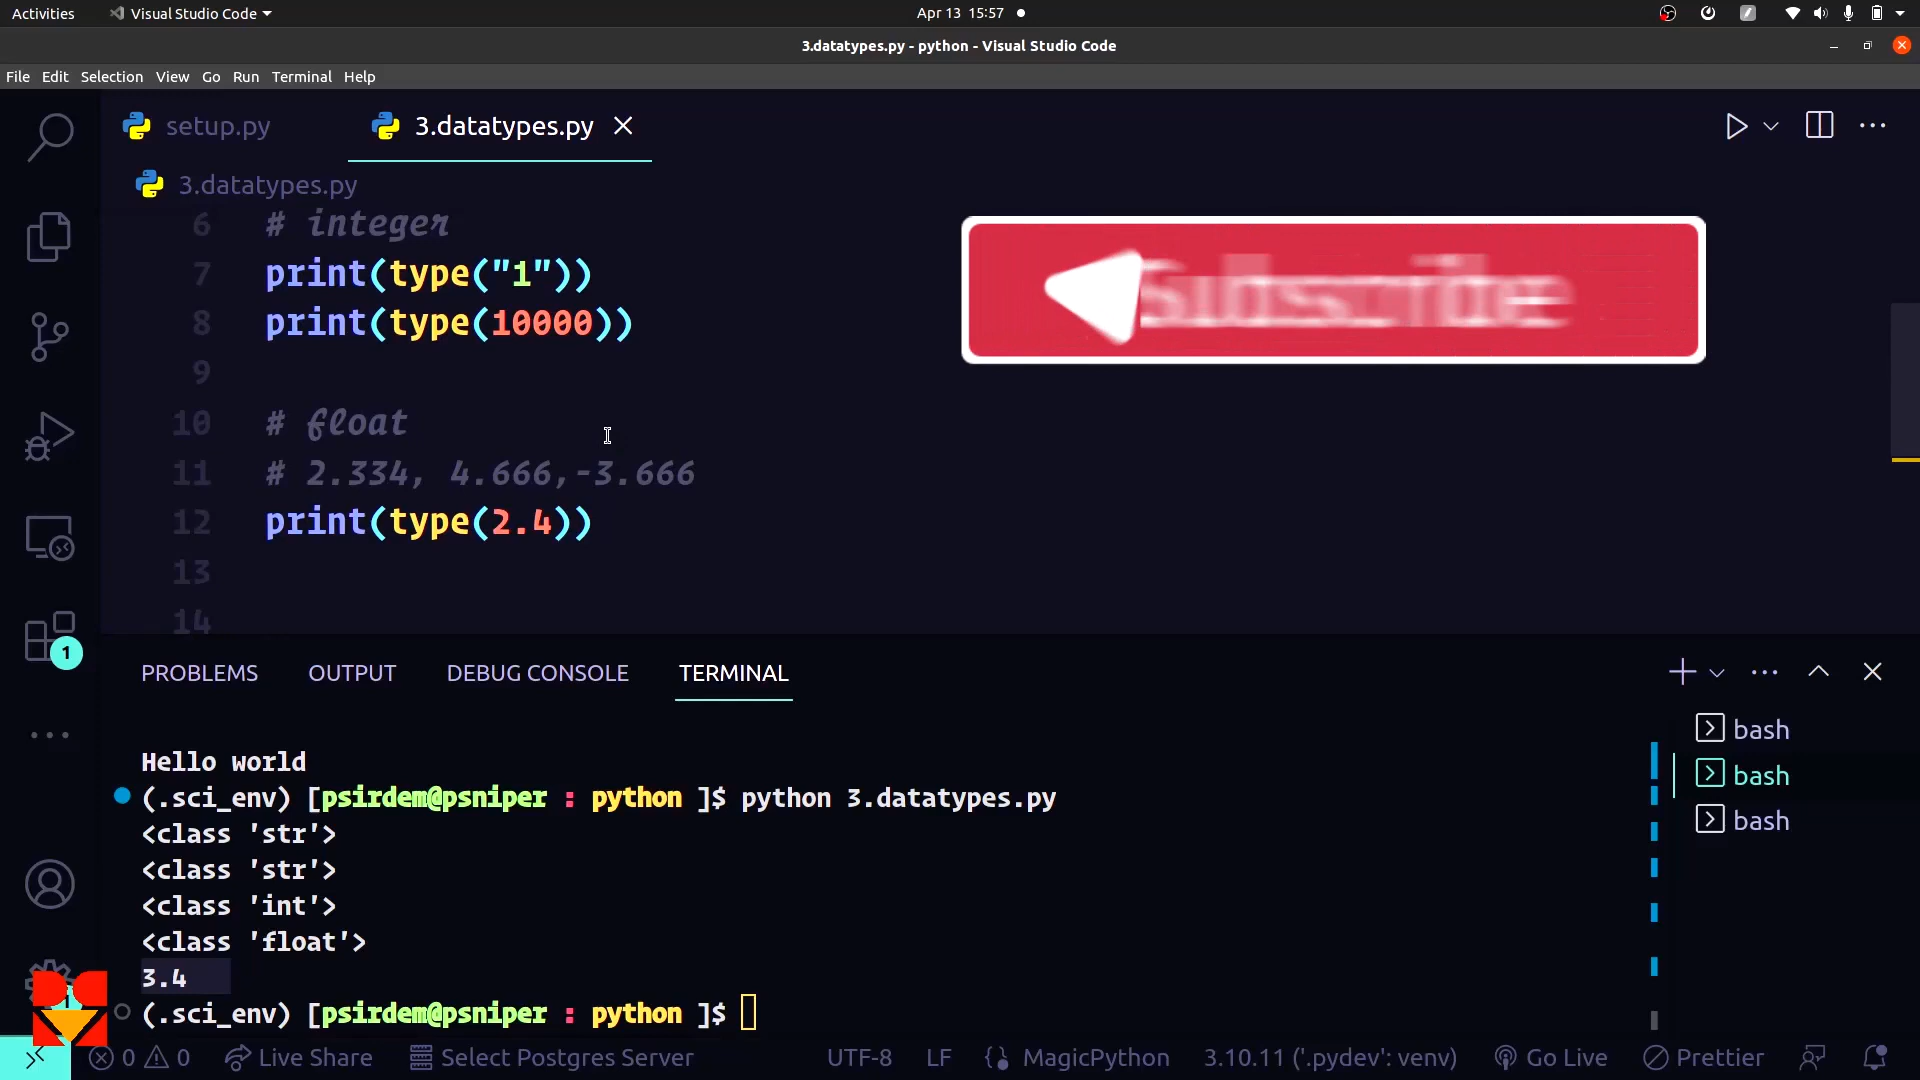 Activities Visual Studio Code Apr 13 15:57
3.datatypes.py - python - Visual Studio Code
File Edit Selection View Go Run Terminal Help
setup.py 3.datatypes.py
3.datatypes.py
6 # integer
7 print(type("1"))
8 print(type(10000))
9
10 # float
11 # 2.334, 4.666,-3.666
12 print(type(2.4))
13
14
Subscribe
1
PROBLEMS OUTPUT DEBUG CONSOLE TERMINAL
bash
bash
bash
Hello world
(.sci_env) [psirdem@psniper : python ]$ python 3.datatypes.py
<class 'str'>
<class 'str'>
<class 'int'>
<class 'float'>
3.4
(.sci_env) [psirdem@psniper : python ]$
0 0 Live Share Select Postgres Server UTF-8 LF MagicPython 3.10.11 ('.pydev': venv) Go Live Prettier